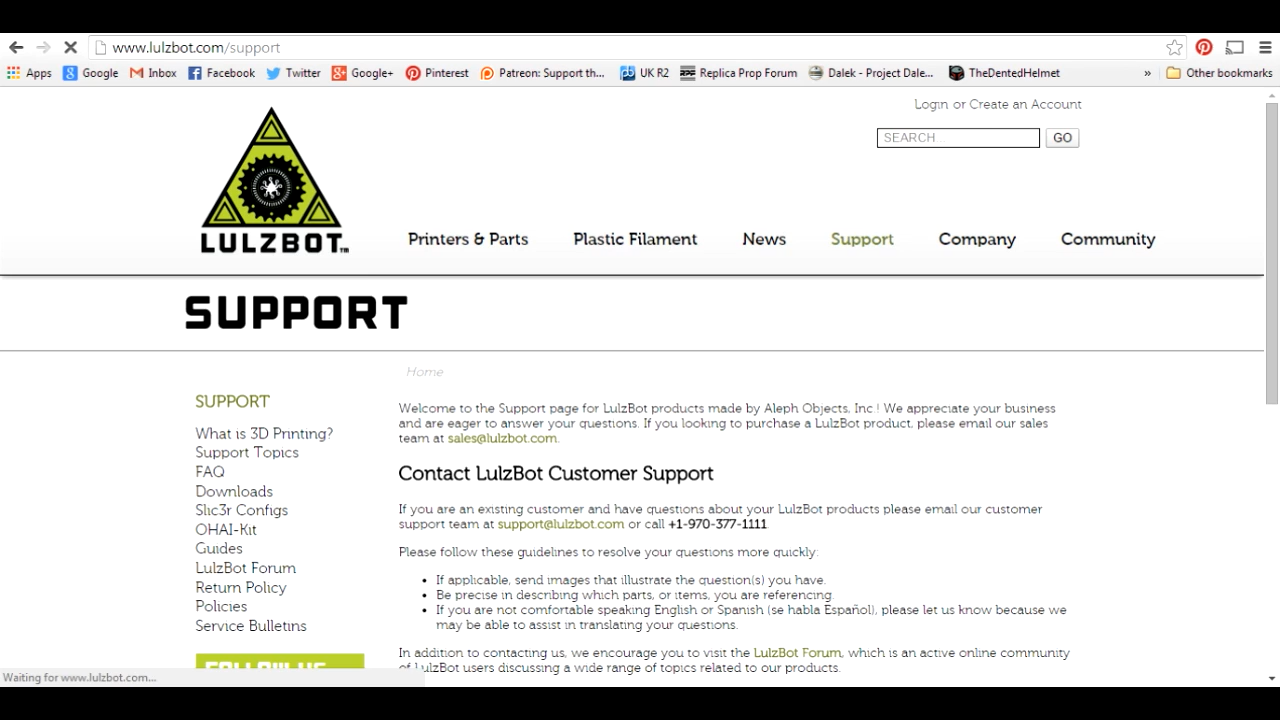 www.lulzbot.com/support
Apps Google Inbox Facebook Twitter Google+ Pinterest Patreon: Support th... UK R2 Replica Prop Forum Dalek - Project Dale... TheDentedHelmet » Other bookmarks
Login or Create an Account
SEARCH GO
LULZBOT™
Printers & Parts Plastic Filament News Support Company Community
SUPPORT
Home
SUPPORT
What is 3D Printing?
Support Topics
FAQ
Downloads
Slic3r Configs
OHAI-Kit
Guides
LulzBot Forum
Return Policy
Policies
Service Bulletins
FOLLOW US
Welcome to the Support page for LulzBot products made by Aleph Objects, Inc.! We appreciate your business
and are eager to answer your questions. If you looking to purchase a LulzBot product, please email our sales
team at sales@lulzbot.com.
Contact LulzBot Customer Support
If you are an existing customer and have questions about your LulzBot products please email our customer
support team at support@lulzbot.com or call +1-970-377-1111
Please follow these guidelines to resolve your questions more quickly:
• If applicable, send images that illustrate the question(s) you have.
• Be precise in describing which parts, or items, you are referencing
• If you are not comfortable speaking English or Spanish (se habla Español), please let us know because we
may be able to assist in translating your questions.
In addition to contacting us, we encourage you to visit the LulzBot Forum, which is an active online community
of LulzBot users discussing a wide range of topics related to our products.
Waiting for www.lulzbot.com...